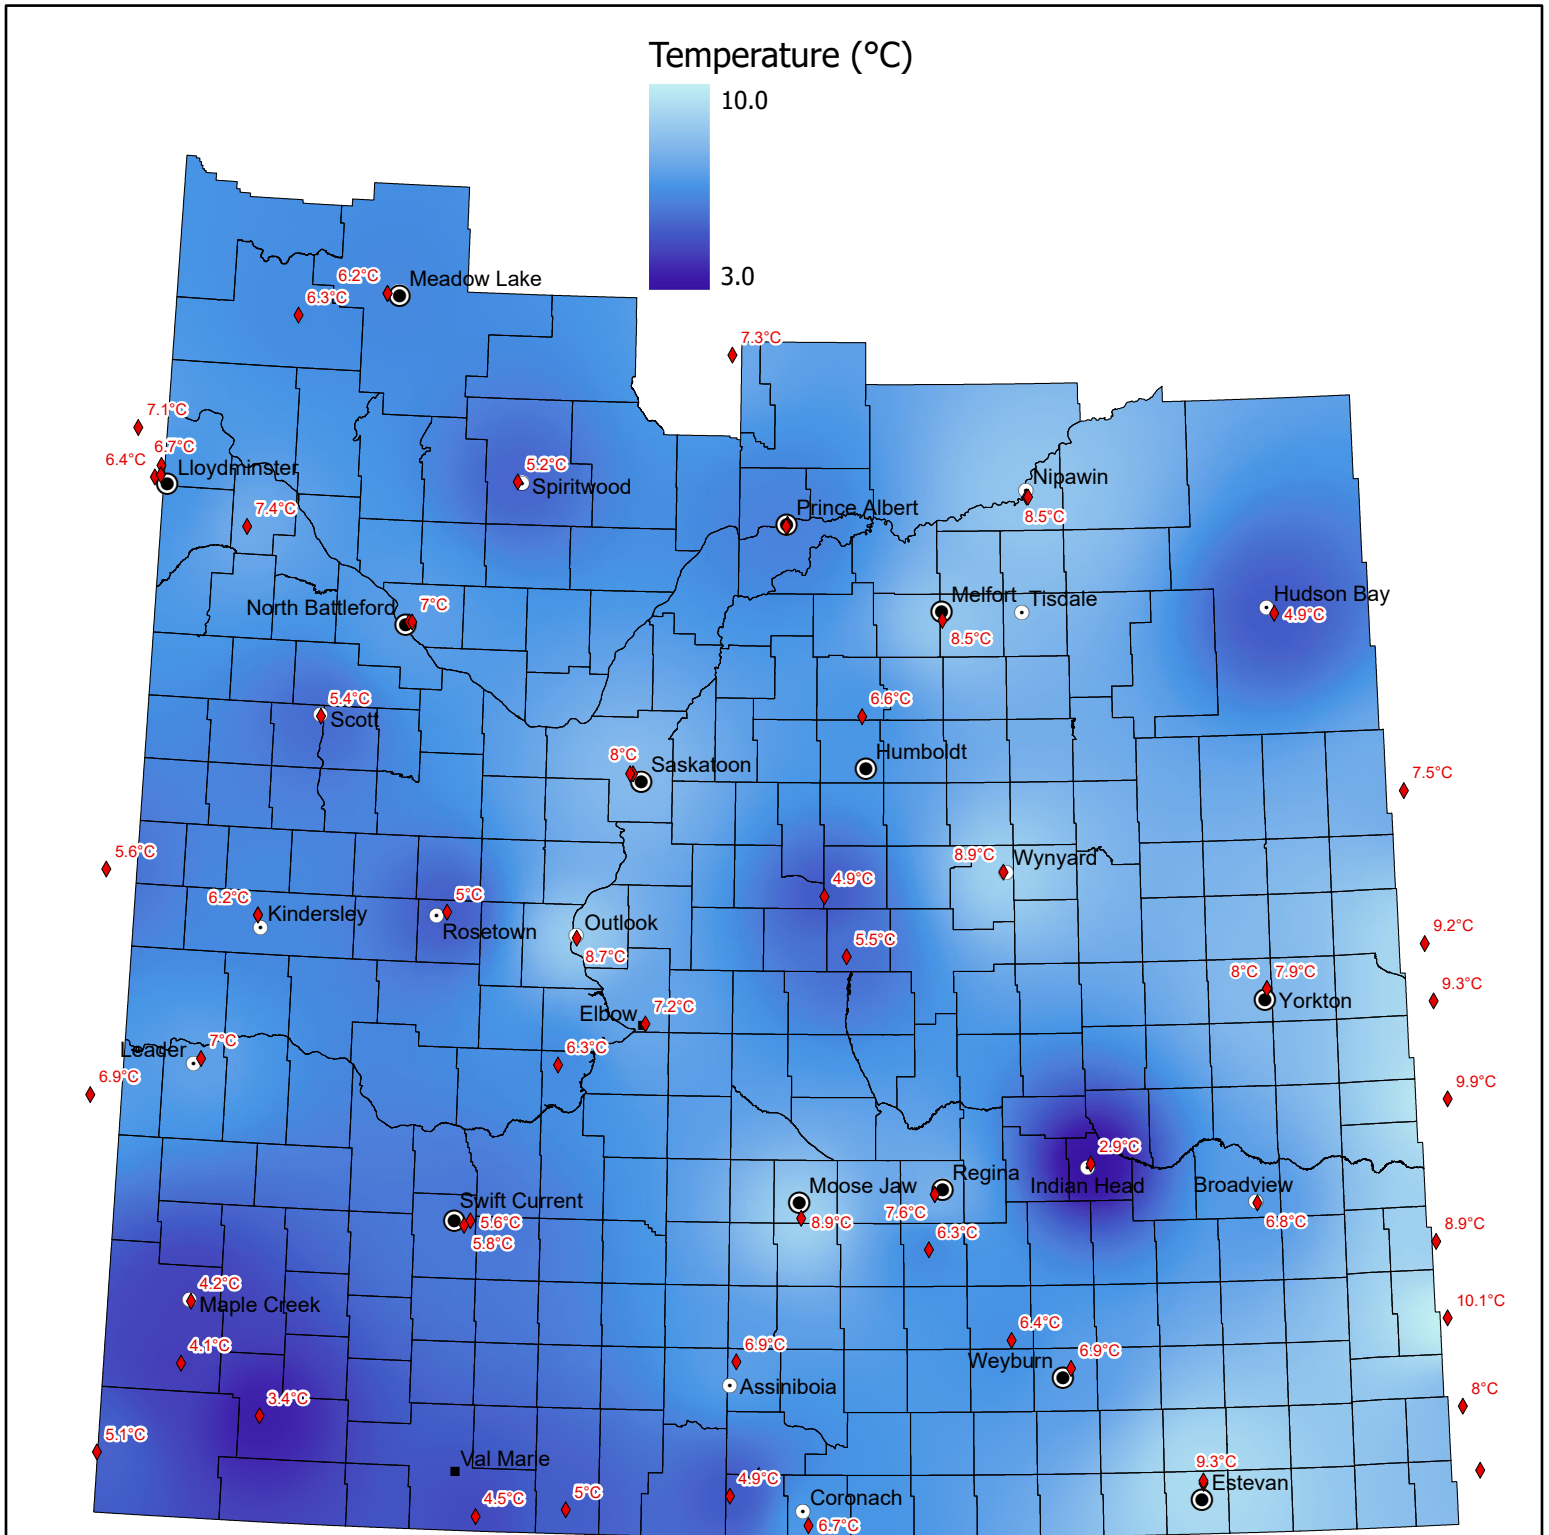 Temperature (°C)
10.0
3.0
6.2°C
Meadow Lake
6.3°C
7.3°C
7.1°C
6.7°C
6.4°C
Lloydminster
5.2°C
Spiritwood
Nipawin
8.5°C
7.4°C
Prince Albert
Hudson Bay
4.9°C
North Battleford
7°C
Melfort
Tisdale
8.5°C
5.4°C
Scott
6.6°C
Humboldt
8°C
Saskatoon
7.5°C
5.6°C
8.9°C
Wynyard
4.9°C
6.2°C
Kindersley
5°C
Rosetown
Outlook
8.7°C
5.5°C
9.2°C
8°C
7.9°C
Yorkton
9.3°C
Elbow
7.2°C
Leader
7°C
6.3°C
6.9°C
9.9°C
2.9°C
Indian Head
Regina
7.6°C
Moose Jaw
8.9°C
Broadview
6.8°C
Swift Current
5.6°C
5.8°C
6.3°C
8.9°C
4.2°C
Maple Creek
10.1°C
6.4°C
4.1°C
6.9°C
Assiniboia
Weyburn
6.9°C
3.4°C
8°C
5.1°C
Val Marie
9.3°C
Estevan
4.5°C
5°C
4.9°C
Coronach
6.7°C